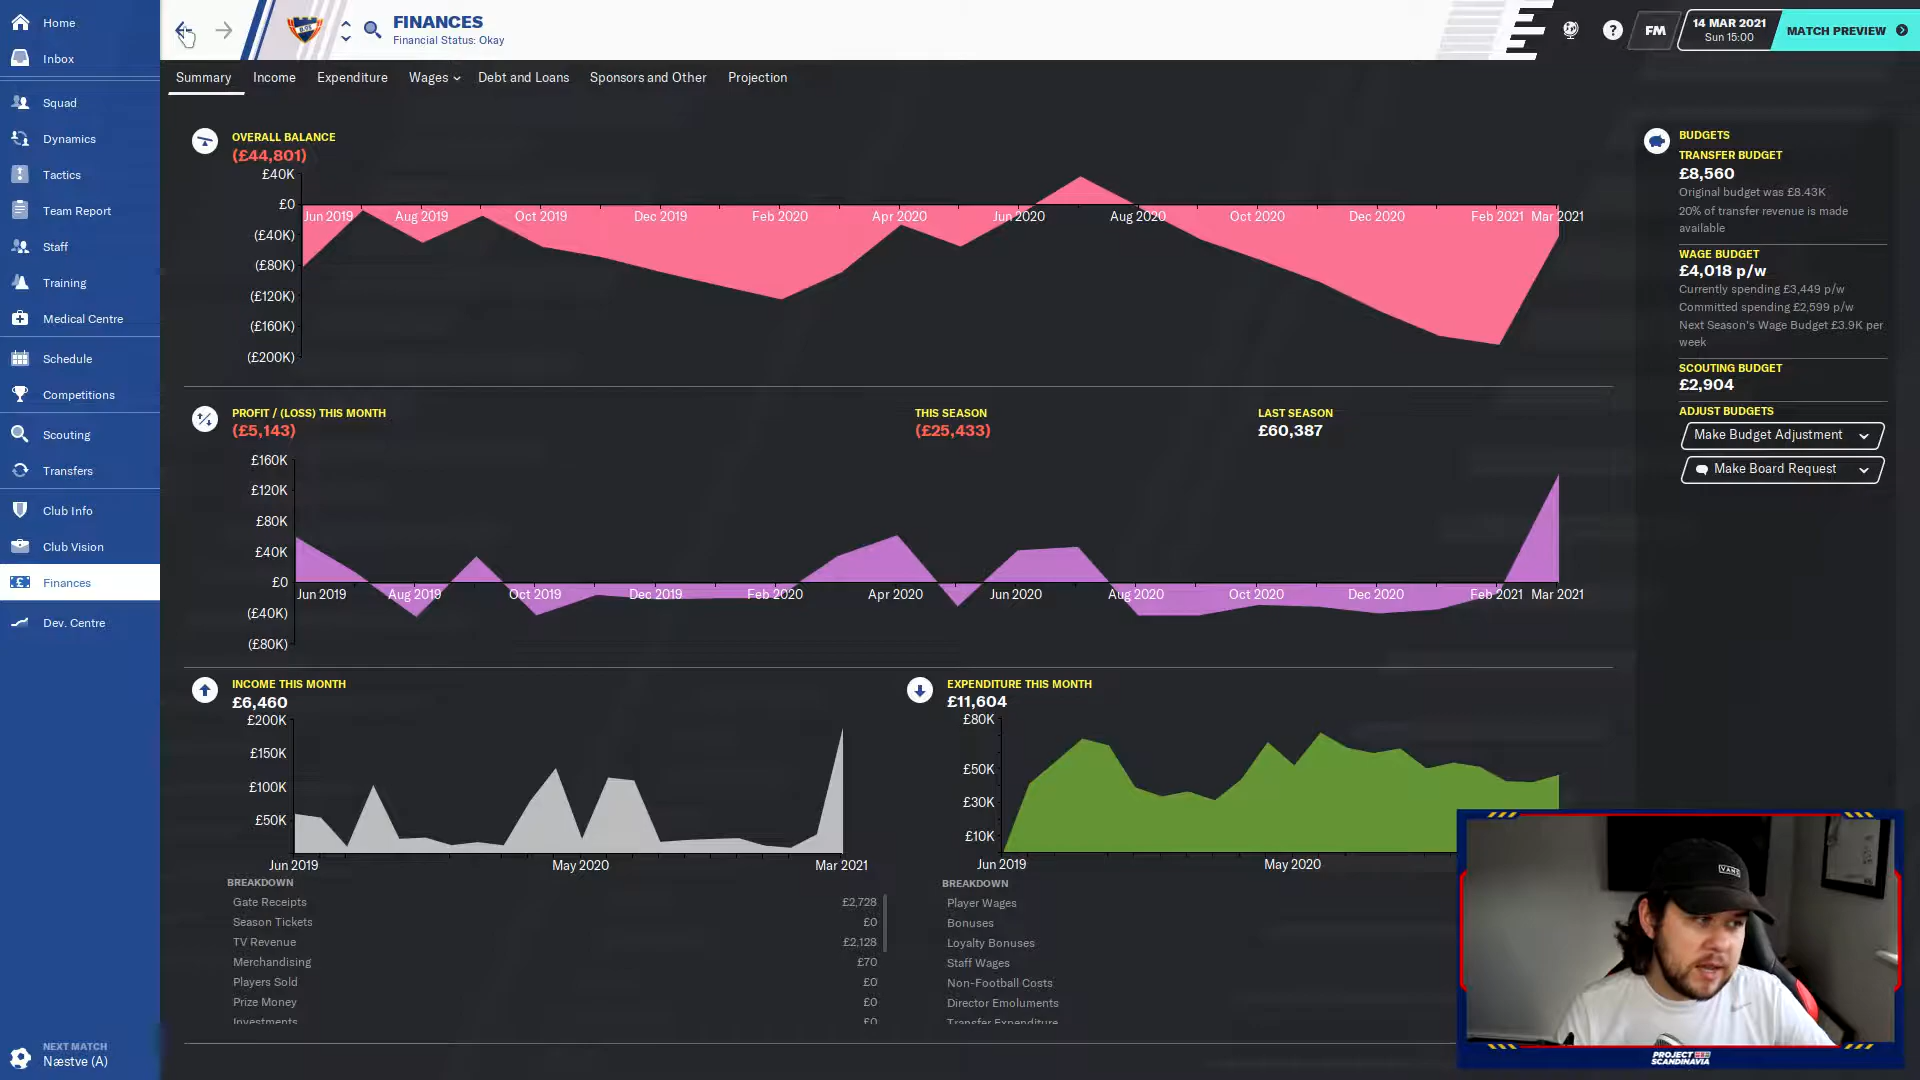 Home
Inbox
Squad
Dynamics
Tactics
Team Report
Staff
Training
Medical Centre
Schedule
Competitions
Scouting
Transfers
Club Info
Club Vision
Finances
Dev. Centre
NEXT MATCH
Næstve (A)
FINANCES
Financial Status: Okay
FM
14 MAR 2021
Sun 15:00
MATCH PREVIEW
Summary
Income
Expenditure
Wages
Debt and Loans
Sponsors and Other
Projection
OVERALL BALANCE
(£44,801)
£40K
£0
(£40K)
(£80K)
(£120K)
(£160K)
(£200K)
Jun 2019
Aug 2019
Oct 2019
Dec 2019
Feb 2020
Apr 2020
Jun 2020
Aug 2020
Oct 2020
Dec 2020
Feb 2021
Mar 2021
PROFIT / (LOSS) THIS MONTH
(£5,143)
THIS SEASON
(£25,433)
LAST SEASON
£60,387
£160K
£120K
£80K
£40K
£0
(£40K)
(£80K)
Jun 2019
Aug 2019
Oct 2019
Dec 2019
Feb 2020
Apr 2020
Jun 2020
Aug 2020
Oct 2020
Dec 2020
Feb 2021
Mar 2021
INCOME THIS MONTH
£6,460
£200K
£150K
£100K
£50K
Jun 2019
May 2020
Mar 2021
BREAKDOWN
Gate Receipts £2,728
Season Tickets £0
TV Revenue £2,128
Merchandising £70
Players Sold £0
Prize Money £0
Investments £0
EXPENDITURE THIS MONTH
£11,604
£80K
£50K
£30K
£10K
Jun 2019
May 2020
BREAKDOWN
Player Wages
Bonuses
Loyalty Bonuses
Staff Wages
Non-Football Costs
Director Emoluments
Transfer Expenditure
BUDGETS
TRANSFER BUDGET
£8,560
Original budget was £8.43K
20% of transfer revenue is made
available
WAGE BUDGET
£4,018 p/w
Currently spending £3,449 p/w
Committed spending £2,599 p/w
Next Season's Wage Budget £3.9K per
week
SCOUTING BUDGET
£2,904
ADJUST BUDGETS
Make Budget Adjustment
Make Board Request
VANS
PROJECT
SCANDINAVIA